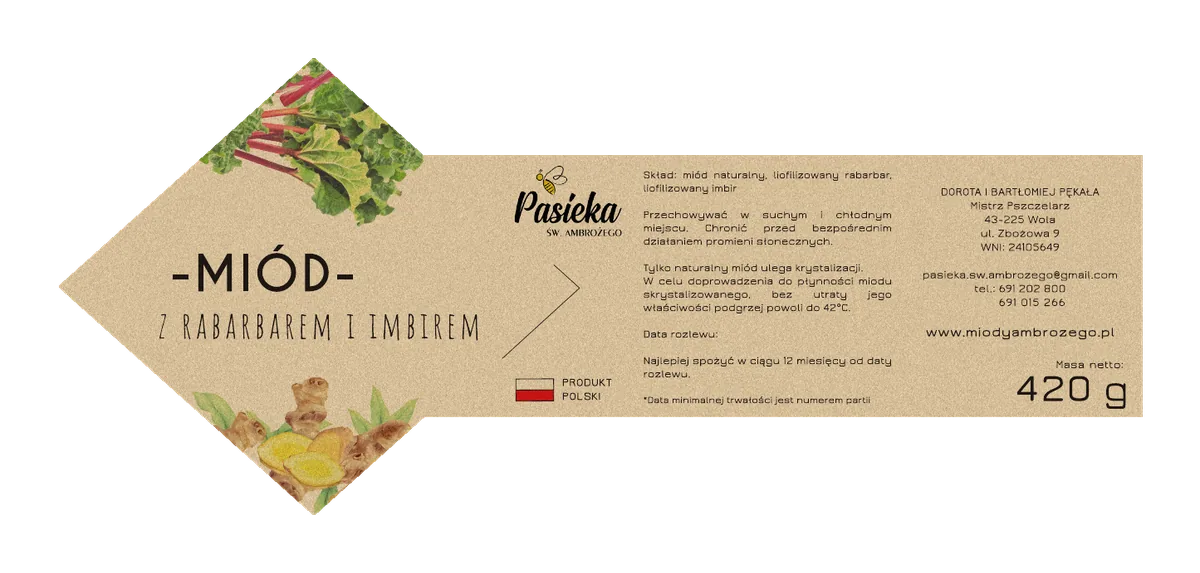 -MIÓD-
Z RABARBAREM I IMBIREM
Pasieka
ŚW. AMBROŻEGO
PRODUKT
POLSKI
Skład: miód naturalny, liofilizowany rabarbar,
liofilizowany imbir
Przechowywać w suchym i chłodnym
miejscu. Chronić przed bezpośrednim
działaniem promieni słonecznych.
Tylko naturalny miód ulega krystalizacji.
W celu doprowadzenia do płynności miodu
skrystalizowanego, bez utraty jego
właściwości podgrzej powoli do 42°C.
Data rozlewu:
Najlepiej spożyć w ciągu 12 miesięcy od daty
rozlewu.
*Data minimalnej trwałości jest numerem partii
DOROTA I BARTŁOMIEJ PĘKAŁA
Mistrz Pszczelarz
43-225 Wola
ul. Zbożowa 9
WNI: 24105649
pasieka.sw.ambrozego@gmail.com
tel.: 691 202 800
691 015 266
www.miodyambrozego.pl
Masa netto:
420 g